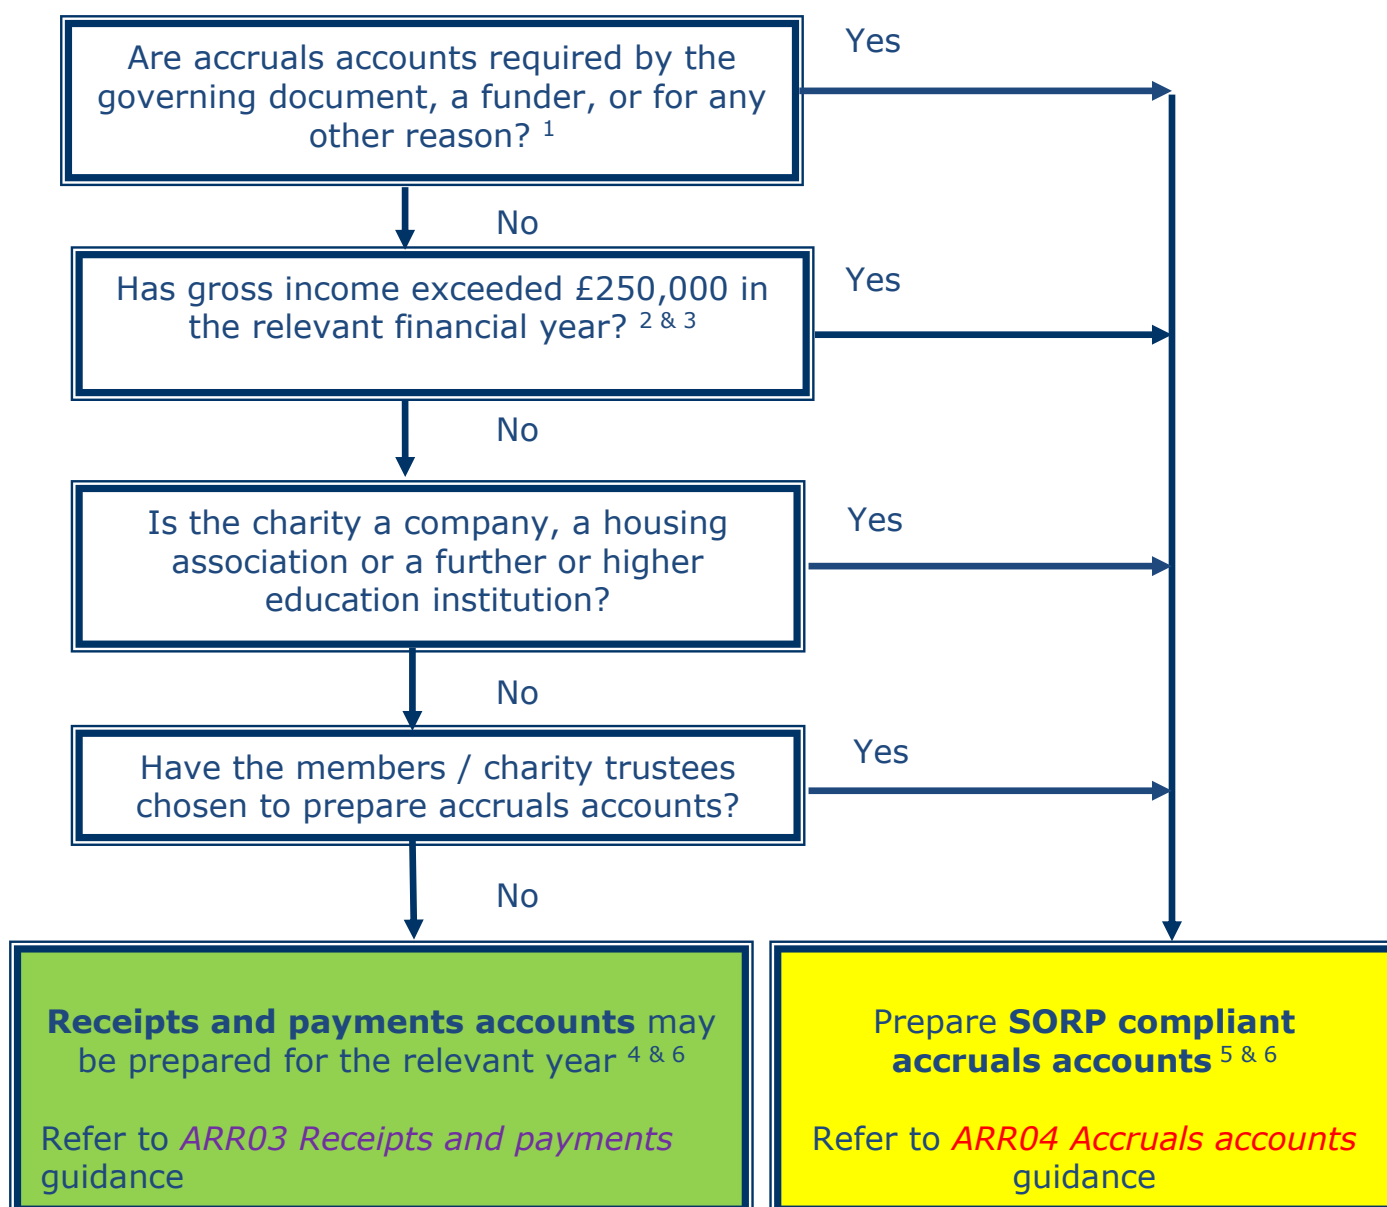 Are accruals accounts required by the
governing document, a funder, or for any
other reason? 1
Yes
No
Has gross income exceeded £250,000 in
the relevant financial year? 2 & 3
Yes
No
Is the charity a company, a housing
association or a further or higher
education institution?
Yes
No
Have the members / charity trustees
chosen to prepare accruals accounts?
Yes
No
Receipts and payments accounts may
be prepared for the relevant year 4 & 6
Refer to ARR03 Receipts and payments
guidance
Prepare SORP compliant
accruals accounts 5 & 6
Refer to ARR04 Accruals accounts
guidance